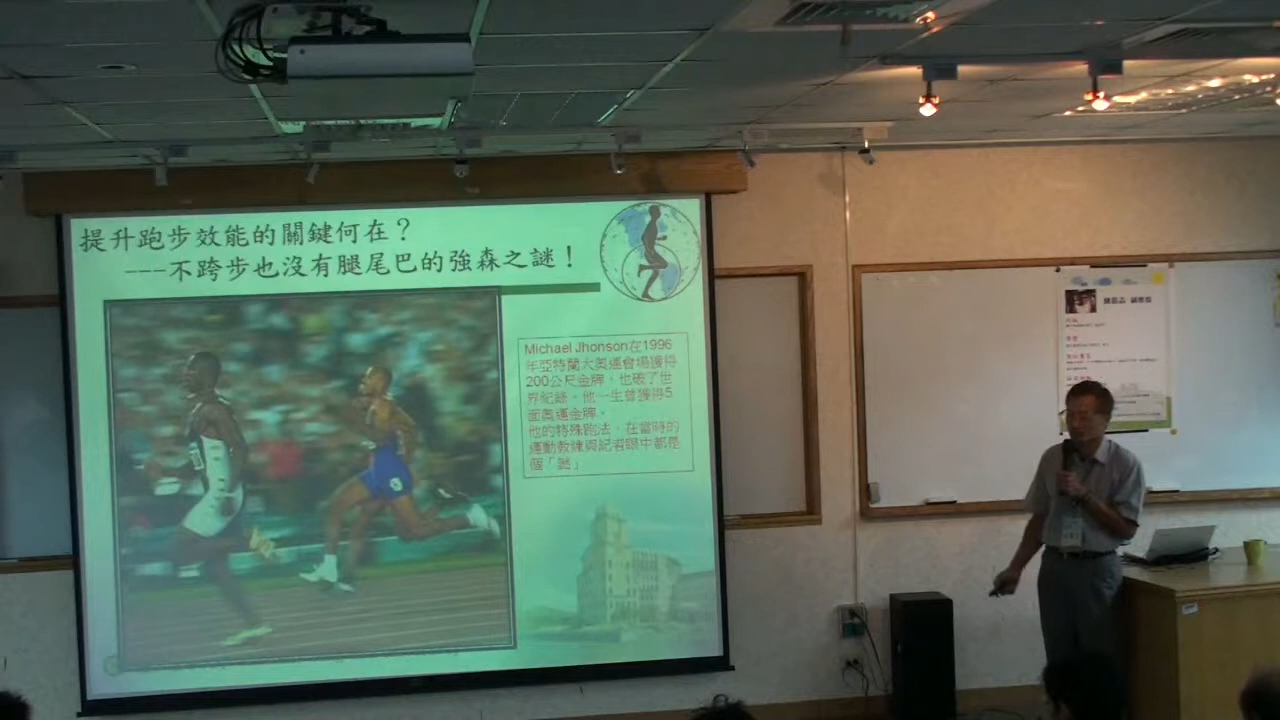 提升跑步效能的關鍵何在？
---不跨步也沒有腿尾巴的強森之謎！
Michael Jhonson在1996
年亞特蘭大奧運會場獲得
200公尺金牌，也破了世
界紀錄。他一生曾獲得5
面奧運金牌。
他的特殊跑法，在當時的
運動教練與記者眼中都是
個「謎」